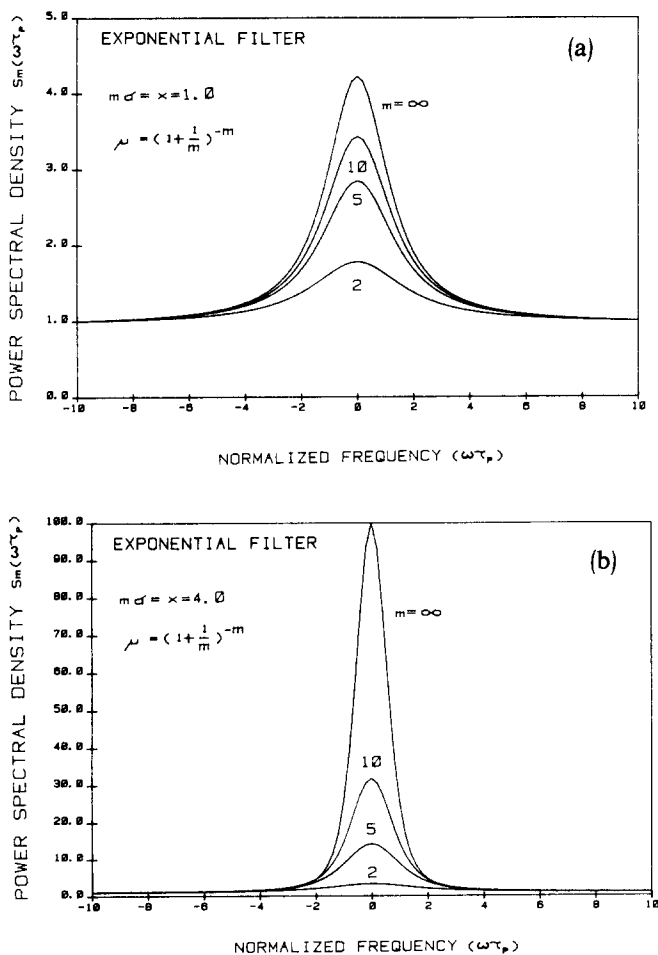 POWER SPECTRAL DENSITY Sm(ωτₚ)
5.0
4.0
3.0
2.0
1.0
0.0
EXPONENTIAL FILTER
(a)
mσ = x = 1.0
μ = (1 + 1/m)^-m
m = ∞
10
5
2
-10 -8 -6 -4 -2 0 2 4 6 8 10
NORMALIZED FREQUENCY (ωτₚ)
POWER SPECTRAL DENSITY Sm(ωτₚ)
100.0
90.0
80.0
70.0
60.0
50.0
40.0
30.0
20.0
10.0
0.0
EXPONENTIAL FILTER
(b)
mσ = x = 4.0
μ = (1 + 1/m)^-m
m = ∞
10
5
2
-10 -8 -6 -4 -2 0 2 4 6 8 10
NORMALIZED FREQUENCY (ωτₚ)